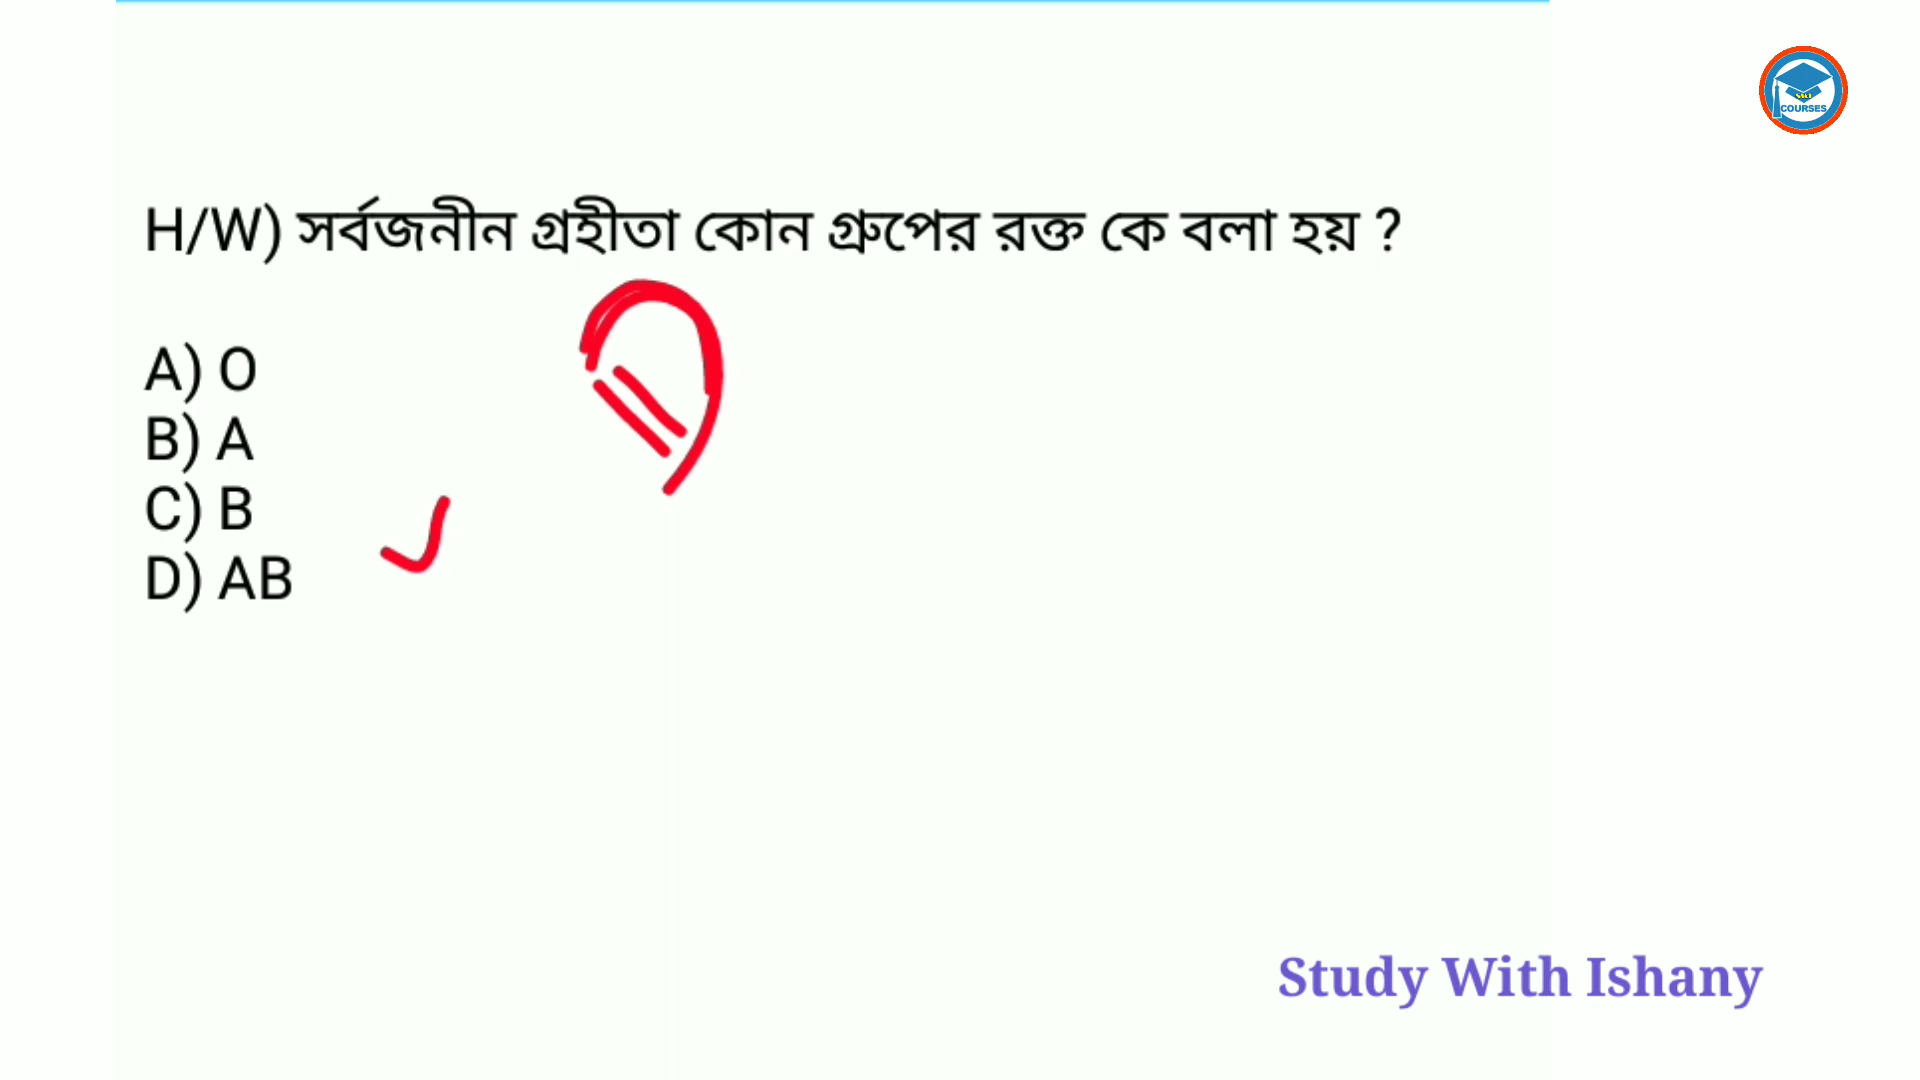 COURSES
H/W) সর্বজনীন গ্রহীতা কোন গ্রুপের রক্ত কে বলা হয় ?
A) O
B) A
C) B
D) AB
Study With Ishany